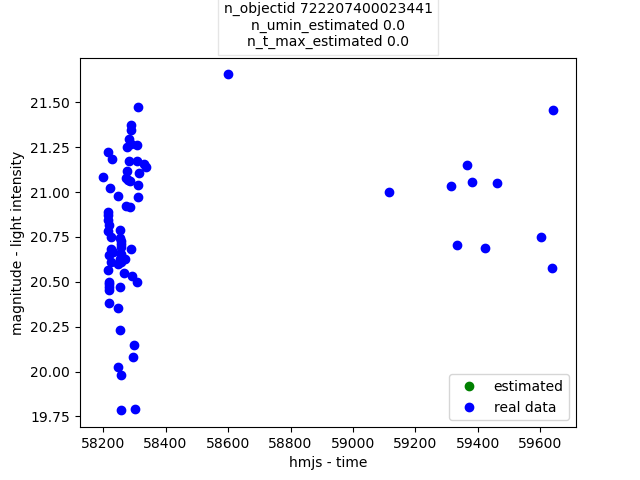 n_objectid 722207400023441
n_umin_estimated 0.0
n_t_max_estimated 0.0
21.50
21.25
21.00
20.75
20.50
20.25
20.00
19.75
magnitude - light intensity
58200 58400 58600 58800 59000 59200 59400 59600
hmjs - time
estimated
real data